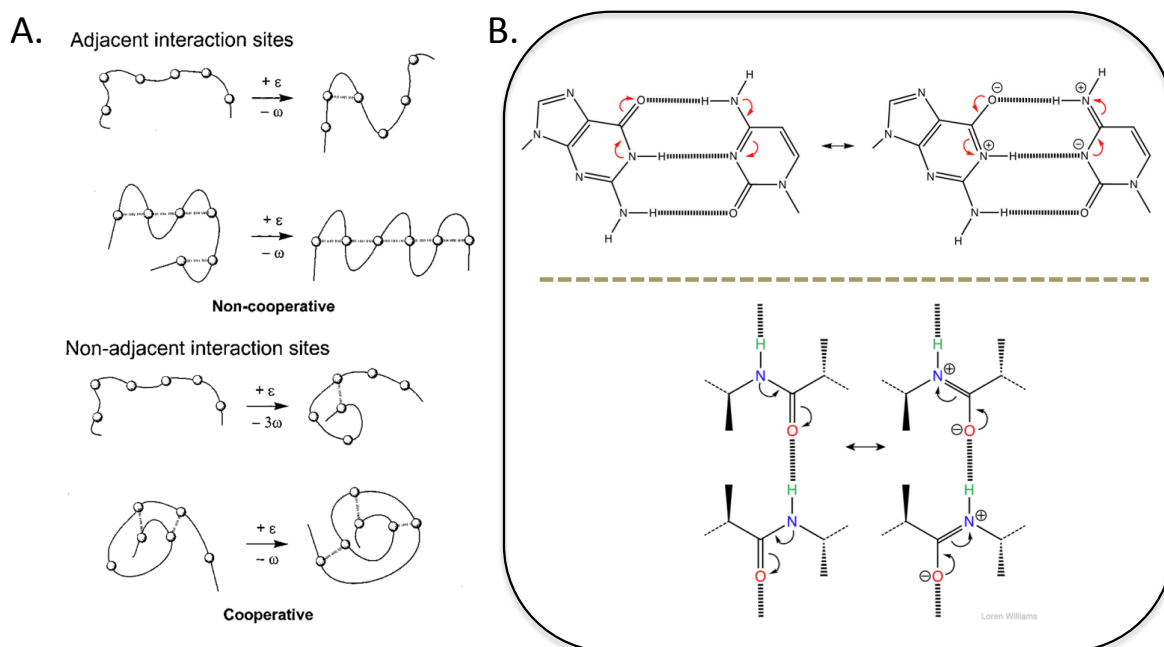 A.
Adjacent interaction sites
+ ε
− ω
+ ε
− ω
Non-cooperative
Non-adjacent interaction sites
+ ε
− 3ω
+ ε
− ω
Cooperative
B.
H
N O H N
N N H N
N N
N H O
H
H
⊕
⊖
N O H N
⊕ ⊖
N N H N
N N
N H O
H
H H
N N ⊕
O ⊖ O
H H
N N ⊕
O ⊖ O
Loren Williams